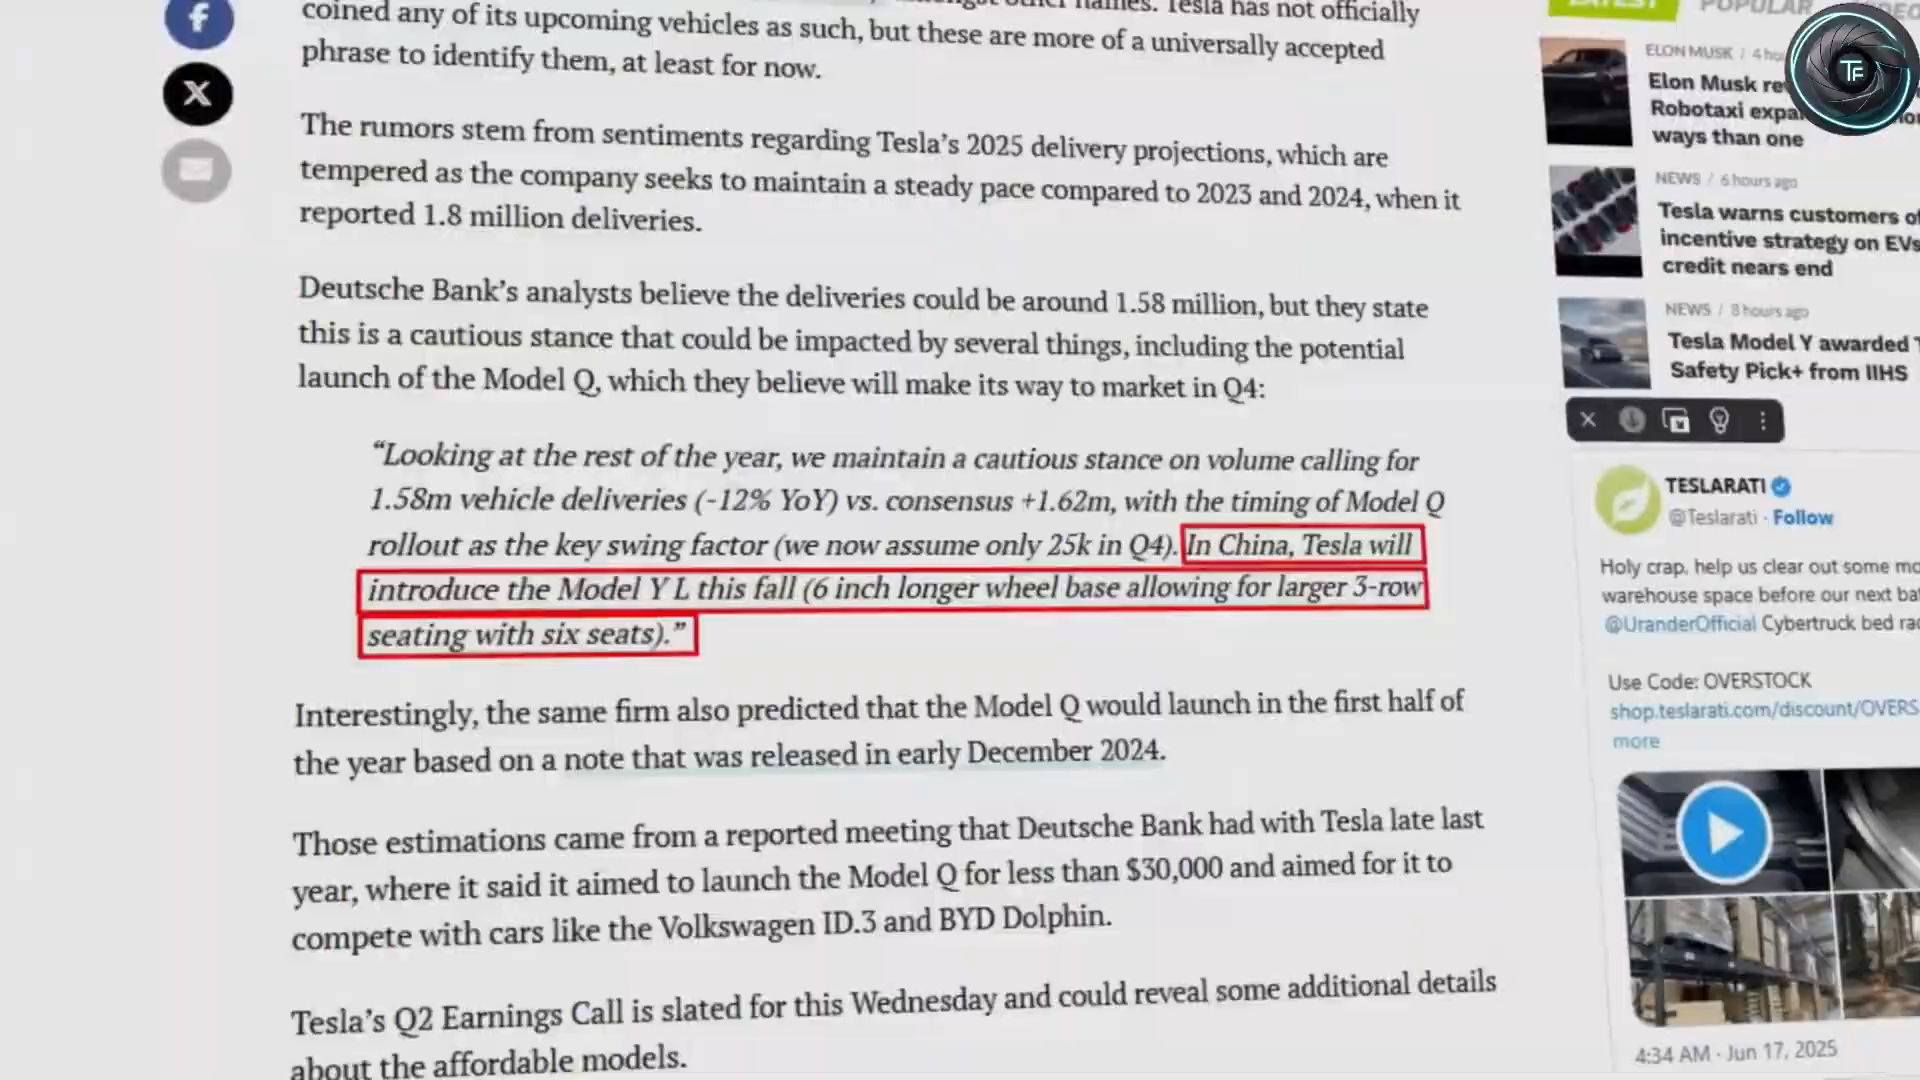 coined any of its upcoming vehicles as such, but these are more of a universally accepted
phrase to identify them, at least for now.
The rumors stem from sentiments regarding Tesla’s 2025 delivery projections, which are
tempered as the company seeks to maintain a steady pace compared to 2023 and 2024, when it
reported 1.8 million deliveries.
Deutsche Bank’s analysts believe the deliveries could be around 1.58 million, but they state
this is a cautious stance that could be impacted by several things, including the potential
launch of the Model Q, which they believe will make its way to market in Q4:
“Looking at the rest of the year, we maintain a cautious stance on volume calling for
1.58m vehicle deliveries (-12% YoY) vs. consensus +1.62m, with the timing of Model Q
rollout as the key swing factor (we now assume only 25k in Q4). In China, Tesla will
introduce the Model Y L this fall (6 inch longer wheel base allowing for larger 3-row
seating with six seats).”
Interestingly, the same firm also predicted that the Model Q would launch in the first half of
the year based on a note that was released in early December 2024.
Those estimations came from a reported meeting that Deutsche Bank had with Tesla late last
year, where it said it aimed to launch the Model Q for less than $30,000 and aimed for it to
compete with cars like the Volkswagen ID.3 and BYD Dolphin.
Tesla’s Q2 Earnings Call is slated for this Wednesday and could reveal some additional details
about the affordable models.
LATEST POPULAR
ELON MUSK / 4
Elon Musk
Robotaxi
ways than one
NEWS / 6 hours ago
Tesla warns customers of
incentive strategy on EVs
credit nears end
NEWS / 8 hours ago
Tesla Model Y awarded
Safety Pick+ from IIHS
TESLARATI
@Teslarati · Follow
Holy crap, help us clear out some
warehouse space before our next
@UranderOfficial Cybertruck bed
Use Code: OVERSTOCK
shop.teslarati.com/discount/OVERS
more
4:34 AM · Jun 17, 2025
TF